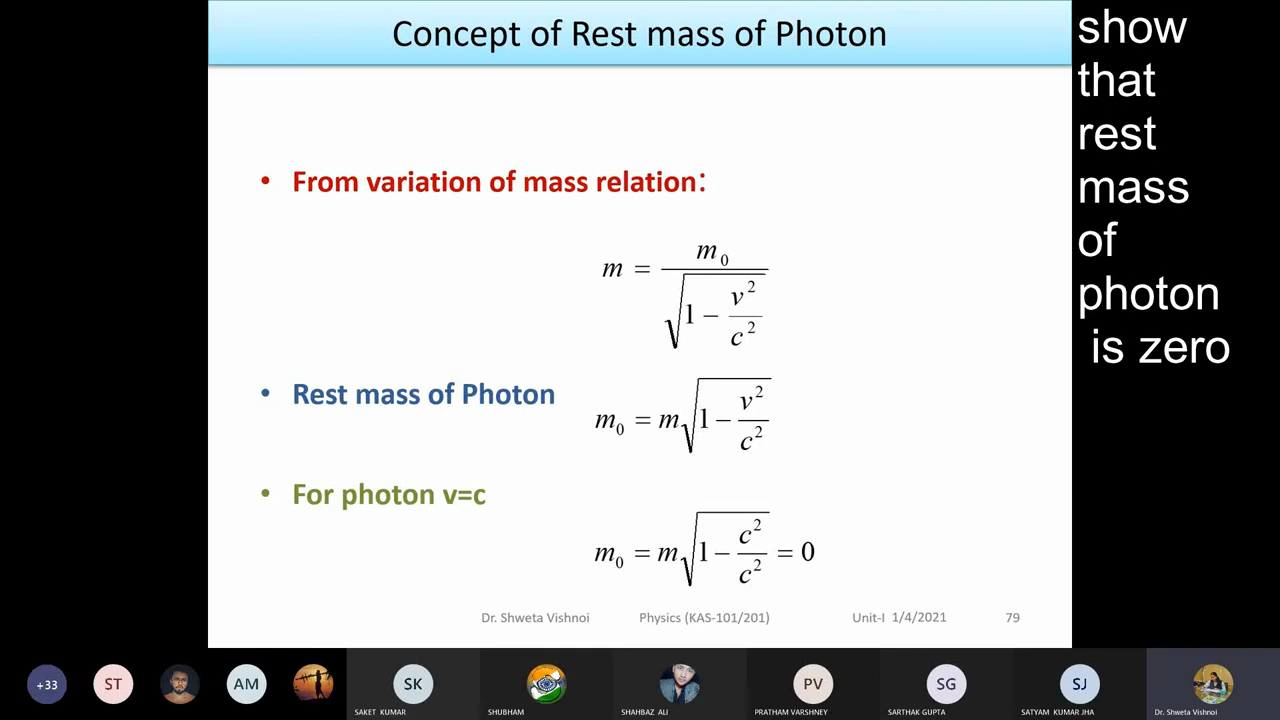 Concept of Rest mass of Photon
• From variation of mass relation:
m = m₀ / √(1 − v²/c²)
• Rest mass of Photon
m₀ = m√(1 − v²/c²)
• For photon v=c
m₀ = m√(1 − c²/c²) = 0
Dr. Shweta Vishnoi Physics (KAS-101/201) Unit-I 1/4/2021 79
show
that
rest
mass
of
photon
is zero
+33 ST AM SK PV SG SJ
SAKET KUMAR SHUBHAM SHAHBAZ ALI PRATHAM VARSHNEY SARTHAK GUPTA SATYAM KUMAR JHA Dr. Shweta Vishnoi